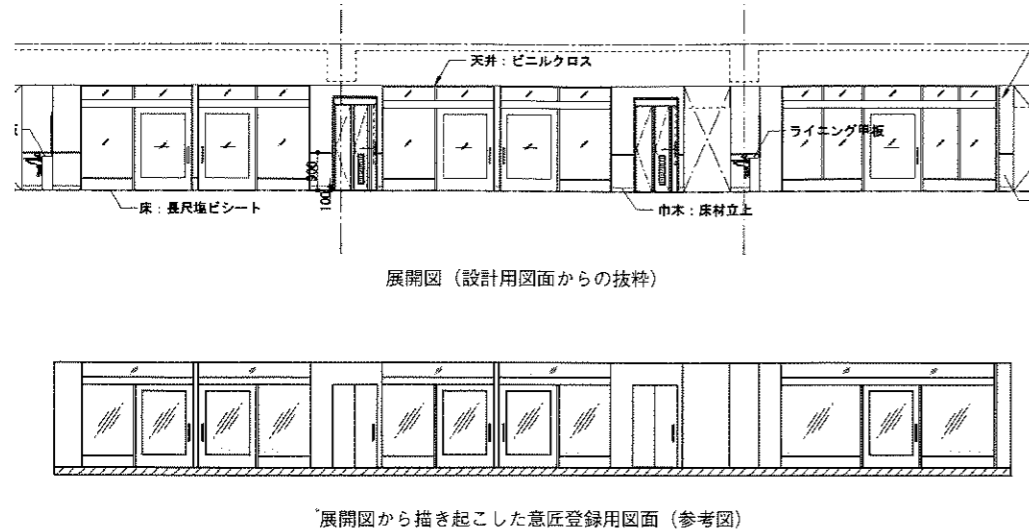 天井：ビニルクロス
ライニング甲板
900
100
床：長尺塩ビシート
巾木：床材立上
展開図（設計用図面からの抜粋）
展開図から描き起こした意匠登録用図面（参考図）